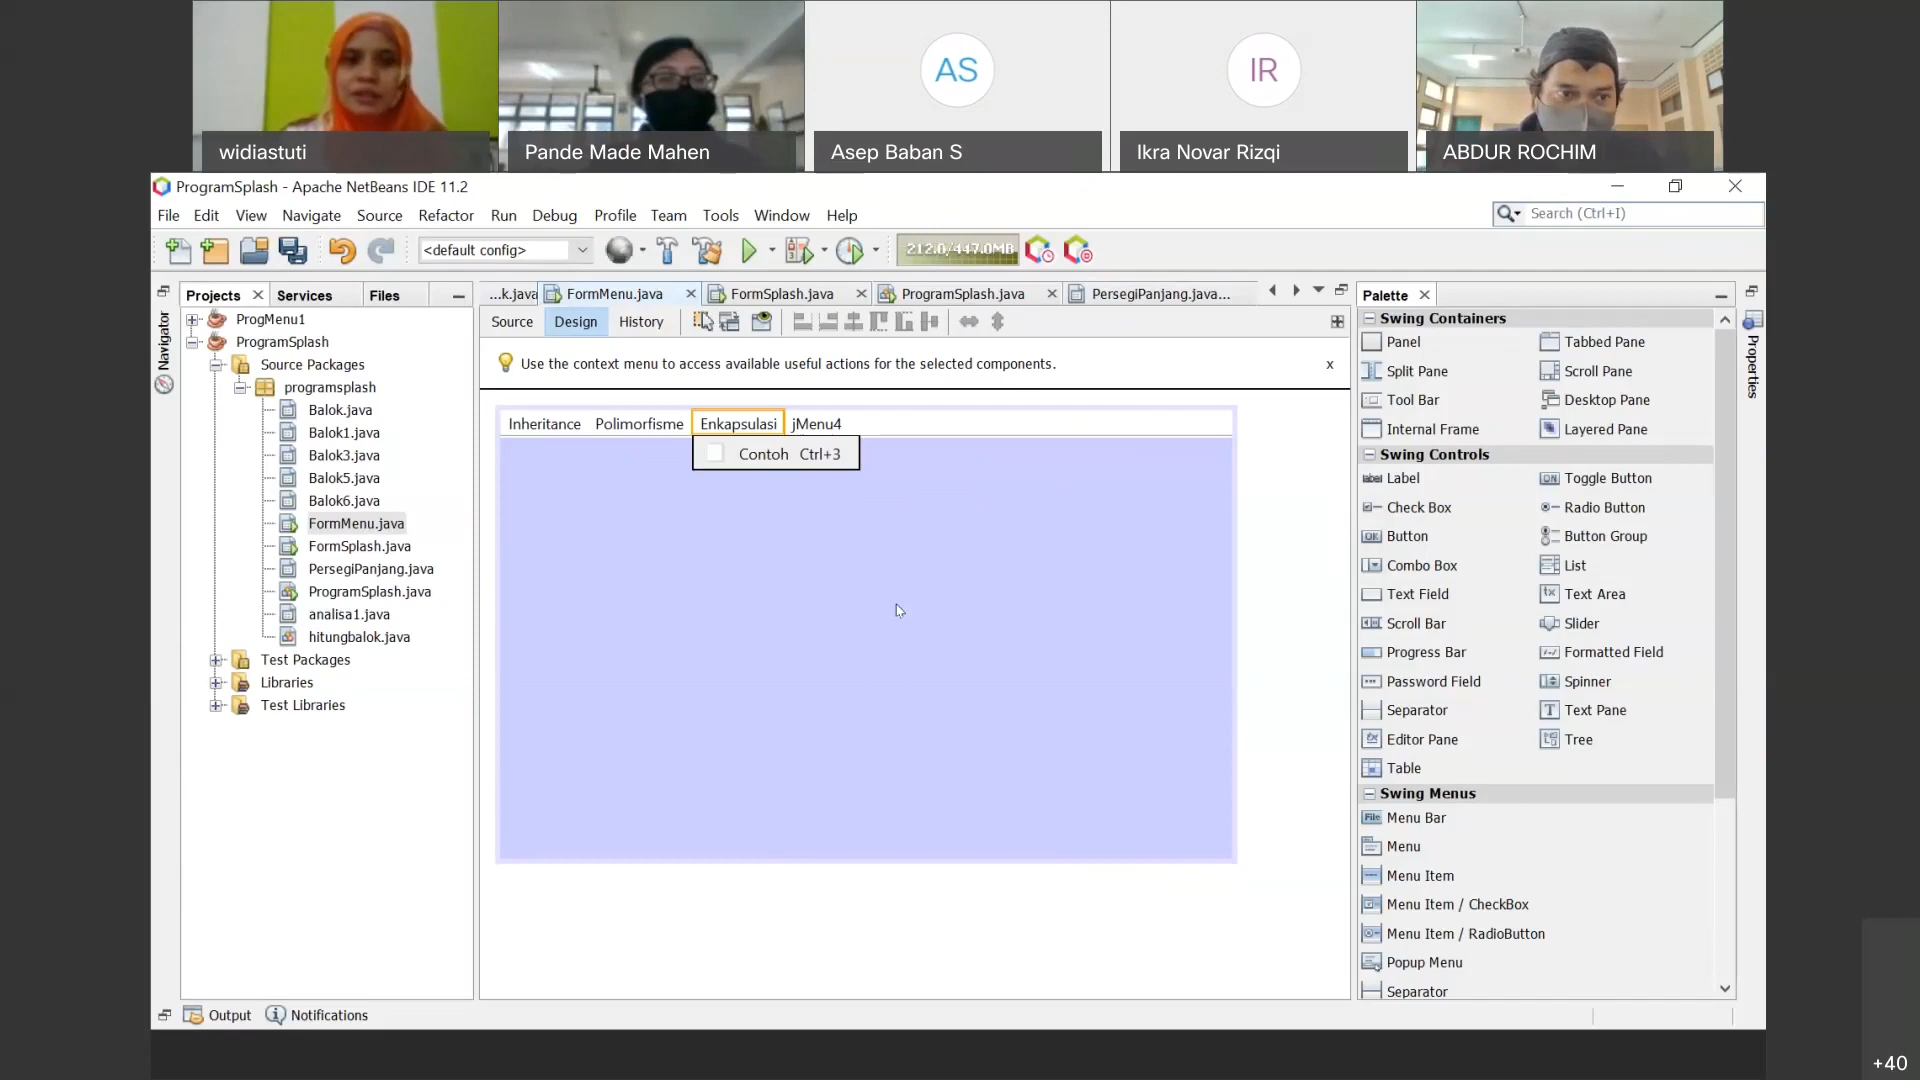 AS
IR
widiastuti
Pande Made Mahen
Asep Baban S
Ikra Novar Rizqi
ABDUR ROCHIM
ProgramSplash - Apache NetBeans IDE 11.2
File Edit View Navigate Source Refactor Run Debug Profile Team Tools Window Help
Search (Ctrl+I)
<default config>
212.0/447.0MB
Projects
Services
Files
...k.java
FormMenu.java
FormSplash.java
ProgramSplash.java
PersegiPanjang.java...
Palette
Navigator
ProgMenu1
ProgramSplash
Source Packages
programsplash
Balok.java
Balok1.java
Balok3.java
Balok5.java
Balok6.java
FormMenu.java
FormSplash.java
PersegiPanjang.java
ProgramSplash.java
analisa1.java
hitungbalok.java
Test Packages
Libraries
Test Libraries
Source Design History
Use the context menu to access available useful actions for the selected components.
x
Inheritance Polimorfisme Enkapsulasi jMenu4
Contoh Ctrl+3
Swing Containers
Panel Tabbed Pane
Split Pane Scroll Pane
Tool Bar Desktop Pane
Internal Frame Layered Pane
Swing Controls
label Label ON Toggle Button
Check Box Radio Button
OK Button Button Group
Combo Box List
Text Field Text Area
Scroll Bar Slider
Progress Bar Formatted Field
Password Field Spinner
Separator Text Pane
Editor Pane Tree
Table
Swing Menus
File Menu Bar
Menu
Menu Item
Menu Item / CheckBox
Menu Item / RadioButton
Popup Menu
Separator
Properties
Output
Notifications
+40